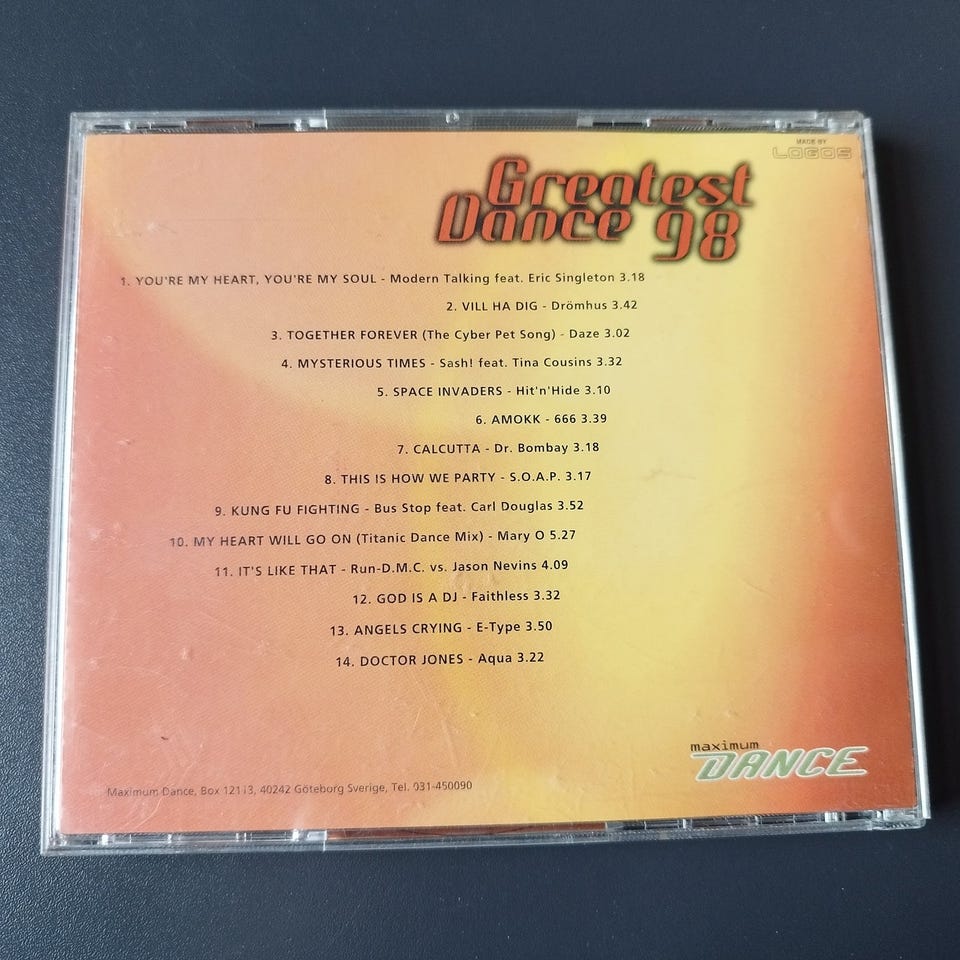 MADE BY
LOGOS
Greatest
Dance 98
1. YOU'RE MY HEART, YOU'RE MY SOUL - Modern Talking feat. Eric Singleton 3.18
2. VILL HA DIG - Drömhus 3.42
3. TOGETHER FOREVER (The Cyber Pet Song) - Daze 3.02
4. MYSTERIOUS TIMES - Sash! feat. Tina Cousins 3.32
5. SPACE INVADERS - Hit'n'Hide 3.10
6. AMOKK - 666 3.39
7. CALCUTTA - Dr. Bombay 3.18
8. THIS IS HOW WE PARTY - S.O.A.P. 3.17
9. KUNG FU FIGHTING - Bus Stop feat. Carl Douglas 3.52
10. MY HEART WILL GO ON (Titanic Dance Mix) - Mary O 5.27
11. IT'S LIKE THAT - Run-D.M.C. vs. Jason Nevins 4.09
12. GOD IS A DJ - Faithless 3.32
13. ANGELS CRYING - E-Type 3.50
14. DOCTOR JONES - Aqua 3.22
maximum
DANCE
Maximum Dance, Box 12113, 40242 Göteborg Sverige, Tel. 031-450090